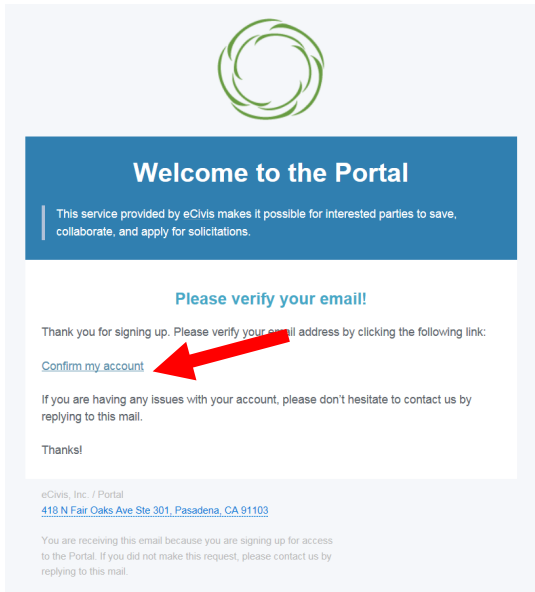 Welcome to the Portal
This service provided by eCivis makes it possible for interested parties to save,
collaborate, and apply for solicitations.
Please verify your email!
Thank you for signing up. Please verify your email address by clicking the following link:
Confirm my account
If you are having any issues with your account, please don't hesitate to contact us by
replying to this mail.
Thanks!
eCivis, Inc. / Portal
418 N Fair Oaks Ave Ste 301, Pasadena, CA 91103
You are receiving this email because you are signing up for access
to the Portal. If you did not make this request, please contact us by
replying to this mail.